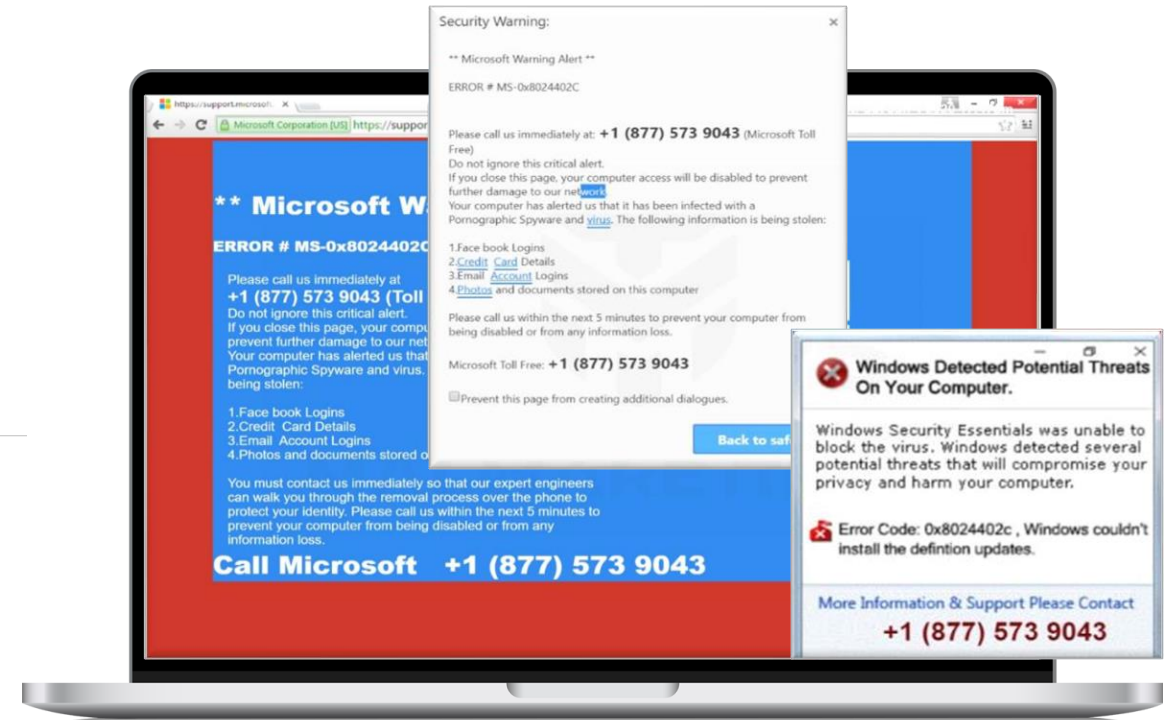 https://support.microsoft.
Microsoft Corporation [US] https://suppor
** Microsoft W
ERROR # MS-0x8024402C
Please call us immediately at
+1 (877) 573 9043 (Toll
Do not ignore this critical alert.
If you close this page, your compu
prevent further damage to our net
Your computer has alerted us that
Pornographic Spyware and virus.
being stolen:
1.Face book Logins
2.Credit Card Details
3.Email Account Logins
4.Photos and documents stored o
You must contact us immediately so that our expert engineers
can walk you through the removal process over the phone to
protect your identity. Please call us within the next 5 minutes to
prevent your computer from being disabled or from any
information loss.
Call Microsoft +1 (877) 573 9043
Security Warning:
** Microsoft Warning Alert **
ERROR # MS-0x8024402C
Please call us immediately at: +1 (877) 573 9043 (Microsoft Toll
Free)
Do not ignore this critical alert.
If you close this page, your computer access will be disabled to prevent
further damage to our network
Your computer has alerted us that it has been infected with a
Pornographic Spyware and virus. The following information is being stolen:
1.Face book Logins
2.Credit Card Details
3.Email Account Logins
4.Photos and documents stored on this computer
Please call us within the next 5 minutes to prevent your computer from
being disabled or from any information loss.
Microsoft Toll Free: +1 (877) 573 9043
Prevent this page from creating additional dialogues.
Back to saf
Windows Detected Potential Threats
On Your Computer.
Windows Security Essentials was unable to
block the virus. Windows detected several
potential threats that will compromise your
privacy and harm your computer.
Error Code: 0x8024402c , Windows couldn't
install the defintion updates.
More Information & Support Please Contact
+1 (877) 573 9043